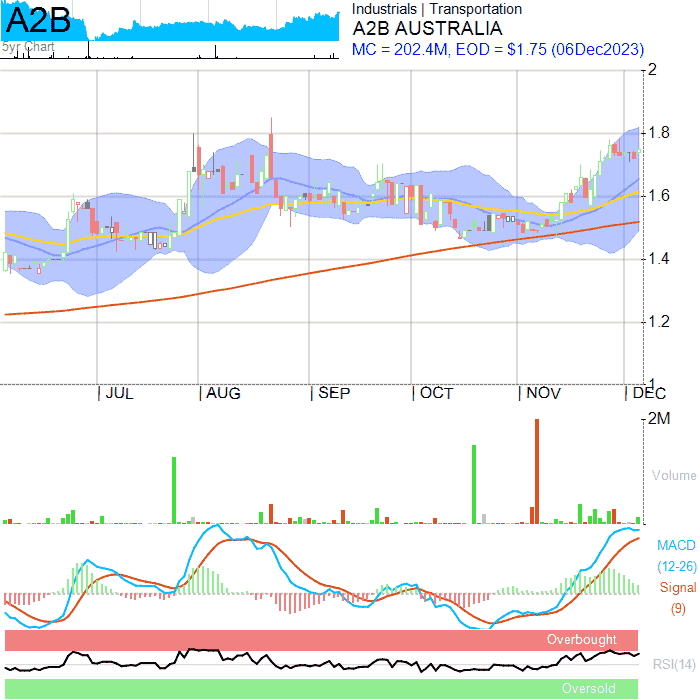 A2B
5yr Chart
Industrials | Transportation
A2B AUSTRALIA
MC = 202.4M, EOD = $1.75 (06Dec2023)
2
1.8
1.6
1.4
1.2
1
JUL AUG SEP OCT NOV DEC
2M
Volume
MACD
(12-26)
Signal
(9)
Overbought
RSI(14)
Oversold